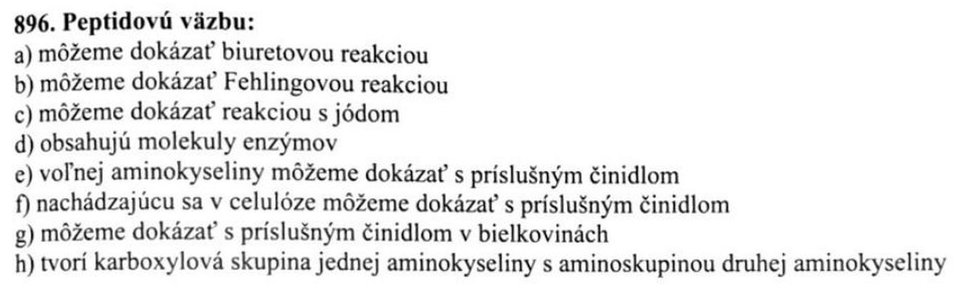 896. Peptidovú väzbu:
a) môžeme dokázať biuretovou reakciou
b) môžeme dokázať Fehlingovou reakciou
c) môžeme dokázať reakciou s jódom
d) obsahujú molekuly enzýmov
e) voľnej aminokyseliny môžeme dokázať s príslušným činidlom
f) nachádzajúcu sa v celulóze môžeme dokázať s príslušným činidlom
g) môžeme dokázať s príslušným činidlom v bielkovinách
h) tvorí karboxylová skupina jednej aminokyseliny s aminoskupinou druhej aminokyseliny